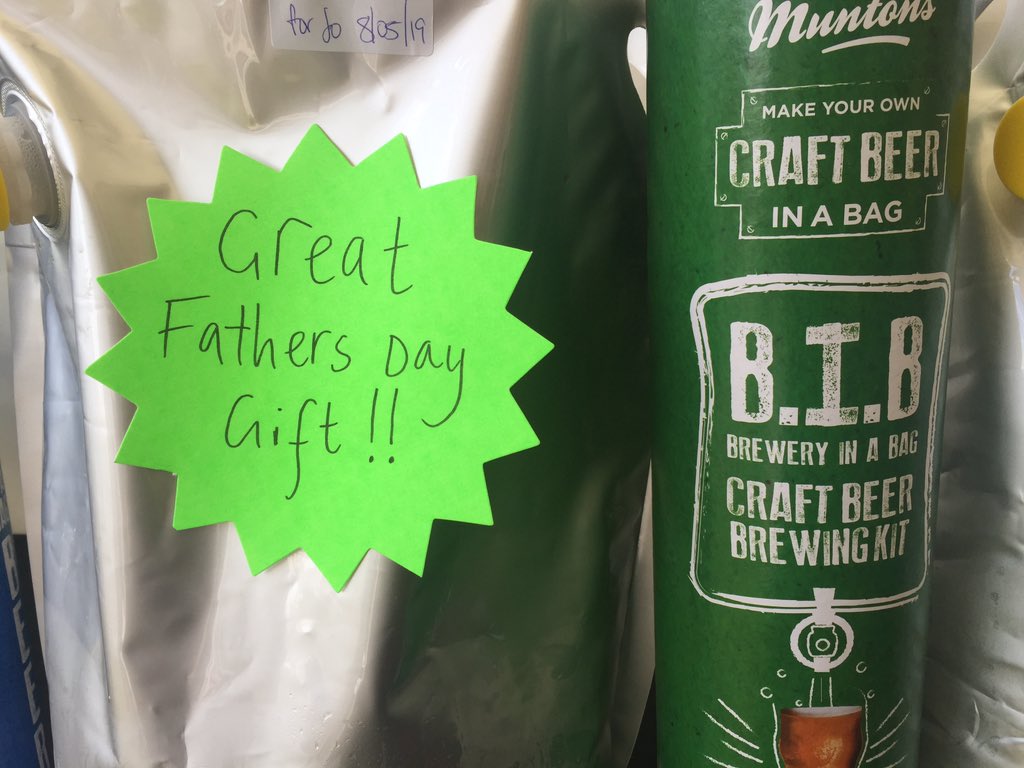 for Jo 8/05/19
Great
Fathers Day
Gift!!
Muntons
MAKE YOUR OWN
CRAFT BEER
IN A BAG
B.I.B
BREWERY IN A BAG
CRAFT BEER
BREWING KIT